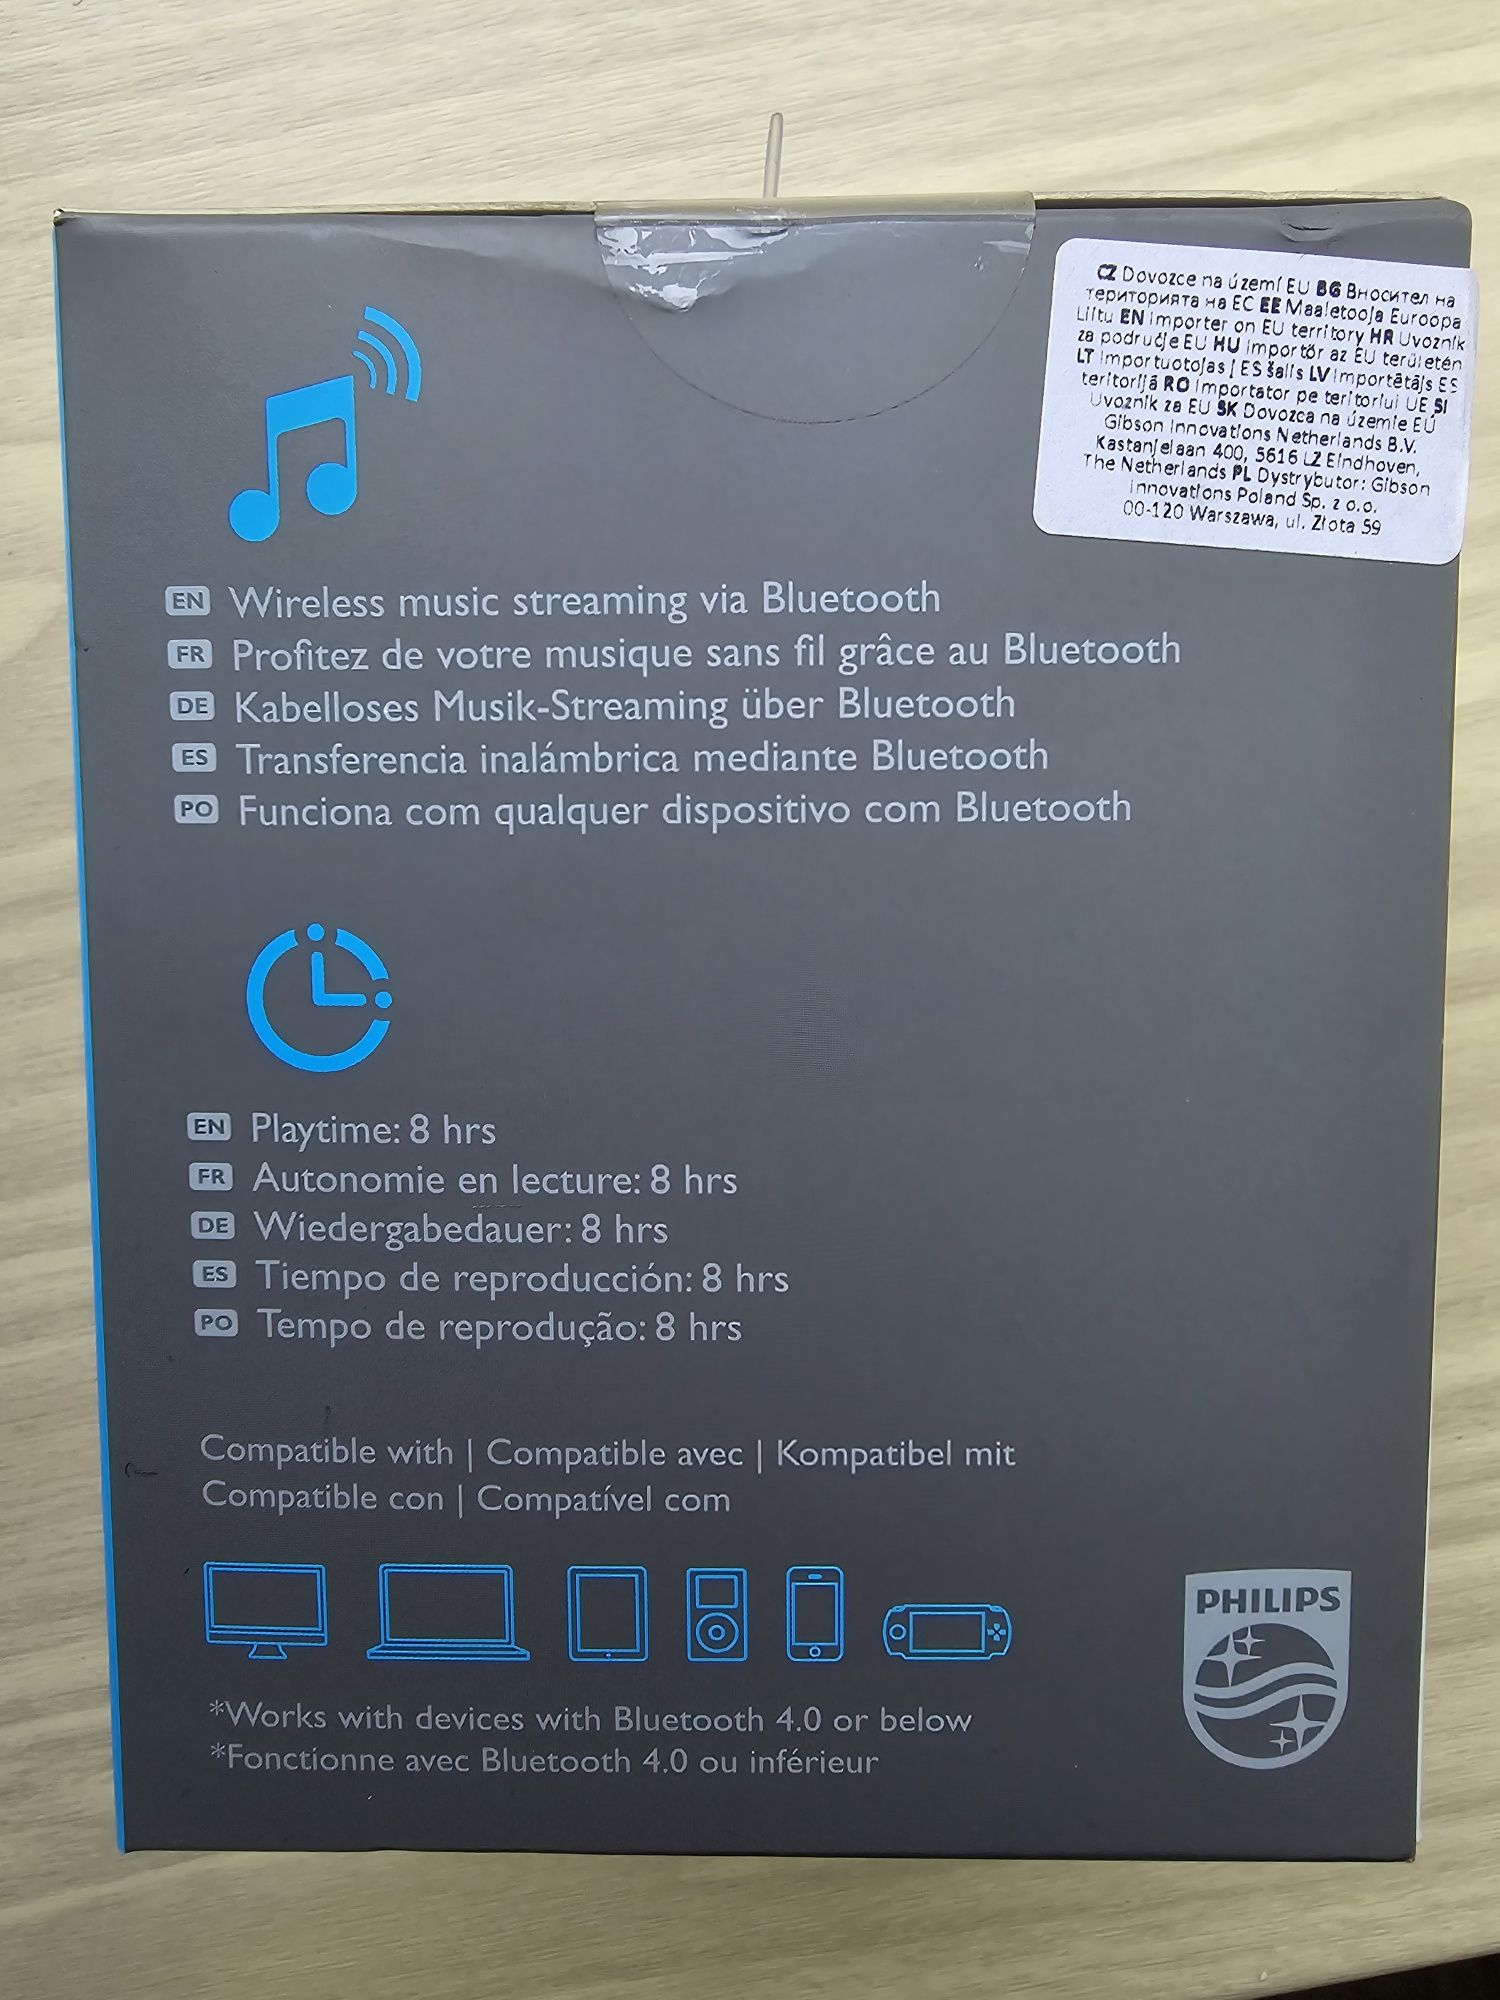 CZ Dovozce na území EU BG Вносител на
територията на ЕС EE Maaletooja Euroopa
Liitu EN Importer on EU territory HR Uvoznik
za područje EU HU Importőr az EU területén
LT Importuotojas Į ES šalis LV Importētājs ES
teritorijā RO Importator pe teritoriui UE SI
Uvoznik za EU SK Dovozca na územie EÚ
Gibson Innovations Netherlands B.V.
Kastanjelaan 400, 5616 LZ Eindhoven,
The Netherlands PL Dystrybutor: Gibson
Innovations Poland Sp. z o.o.
00-120 Warszawa, ul. Złota 59
EN Wireless music streaming via Bluetooth
FR Profitez de votre musique sans fil grâce au Bluetooth
DE Kabelloses Musik-Streaming über Bluetooth
ES Transferencia inalámbrica mediante Bluetooth
PO Funciona com qualquer dispositivo com Bluetooth
EN Playtime: 8 hrs
FR Autonomie en lecture: 8 hrs
DE Wiedergabedauer: 8 hrs
ES Tiempo de reproducción: 8 hrs
PO Tempo de reprodução: 8 hrs
Compatible with | Compatible avec | Kompatibel mit
Compatible con | Compatível com
PHILIPS
*Works with devices with Bluetooth 4.0 or below
*Fonctionne avec Bluetooth 4.0 ou inférieur